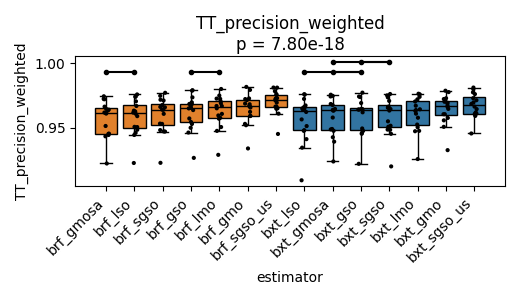 TT_precision_weighted
p = 7.80e-18
TT_precision_weighted
1.00
0.95
brf_gmosa
brf_lso
brf_sgso
brf_gso
brf_lmo
brf_gmo
brf_sgso_us
bxt_lso
bxt_gmosa
bxt_gso
bxt_sgso
bxt_lmo
bxt_gmo
bxt_sgso_us
estimator